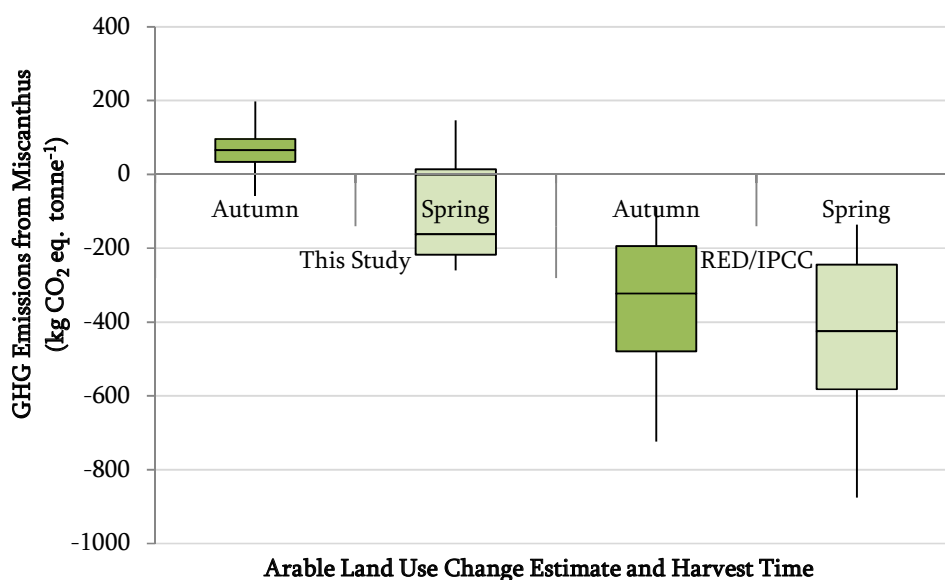 GHG Emissions from Miscanthus
(kg CO₂ eq. tonne⁻¹)
400
200
0
-200
-400
-600
-800
-1000
Autumn
Spring
Autumn
Spring
This Study
RED/IPCC
Arable Land Use Change Estimate and Harvest Time